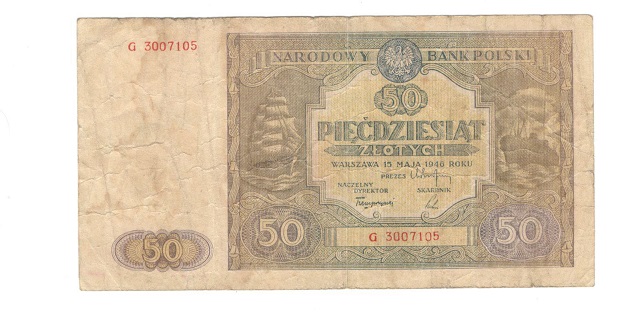 G 3007105
NARODOWY BANK POLSKI
50
PIĘĆDZIESIĄT
ZŁOTYCH
WARSZAWA 15 MAJA 1946 ROKU
PREZES
NACZELNY DYREKTOR
SKARBNIK
50
50
G 3007105
50